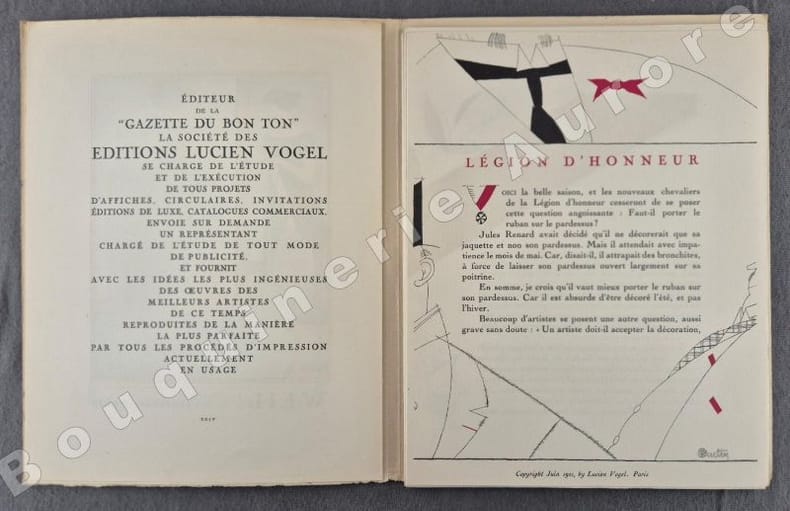 ÉDITEUR
DE LA
"GAZETTE DU BON TON"
LA SOCIÉTÉ DES
EDITIONS LUCIEN VOGEL
SE CHARGE DE L'ÉTUDE
ET DE L'EXÉCUTION
DE TOUS PROJETS
D'AFFICHES, CIRCULAIRES, INVITATIONS
ÉDITIONS DE LUXE, CATALOGUES COMMERCIAUX,
ENVOIE SUR DEMANDE
UN REPRÉSENTANT
CHARGÉ DE L'ÉTUDE DE TOUT MODE
DE PUBLICITÉ,
ET FOURNIT
AVEC LES IDÉES LES PLUS INGÉNIEUSES
DES ŒUVRES DES
MEILLEURS ARTISTES
DE CE TEMPS
REPRODUITES DE LA MANIÈRE
LA PLUS PARFAITE
PAR TOUS LES PROCÉDÉS D'IMPRESSION
ACTUELLEMENT
EN USAGE
LÉGION D'HONNEUR
OICI la belle saison, et les nouveaux chevaliers
de la Légion d'honneur cesseront de se poser
cette question angoissante : Faut-il porter le
ruban sur le pardessus?
Jules Renard avait décidé qu'il ne décorerait que sa
jaquette et non son pardessus. Mais il attendait avec impa-
tience le mois de mai. Car, disait-il, il attrapait des bronchites,
à force de laisser son pardessus ouvert largement sur sa
poitrine.
En somme, je crois qu'il vaut mieux porter le ruban sur
son pardessus. Car il est absurde d'être décoré l'été, et pas
l'hiver.
Beaucoup d'artistes se posent une autre question, aussi
grave sans doute : « Un artiste doit-il accepter la décoration,
Copyright Juin by Lucien Vogel. Paris
Bouquinerie Aurore